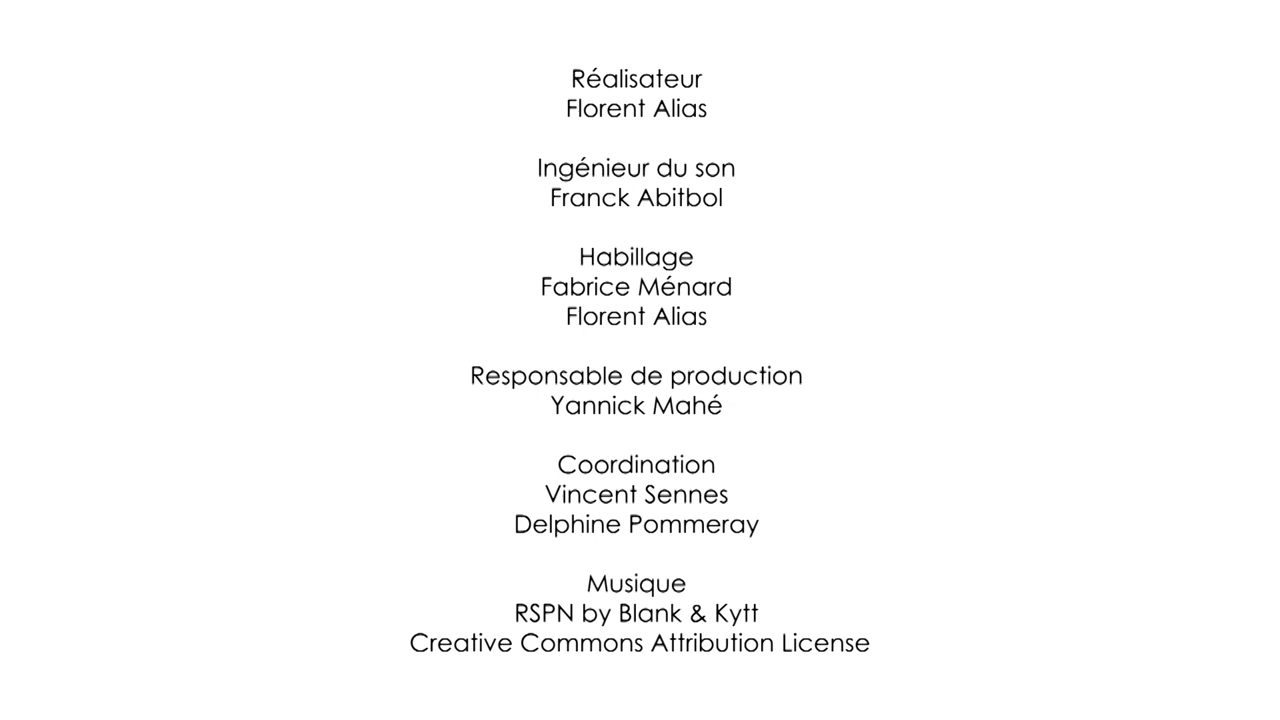 Réalisateur
Florent Alias
Ingénieur du son
Franck Abitbol
Habillage
Fabrice Ménard
Florent Alias
Responsable de production
Yannick Mahé
Coordination
Vincent Sennes
Delphine Pommeray
Musique
RSPN by Blank & Kytt
Creative Commons Attribution License